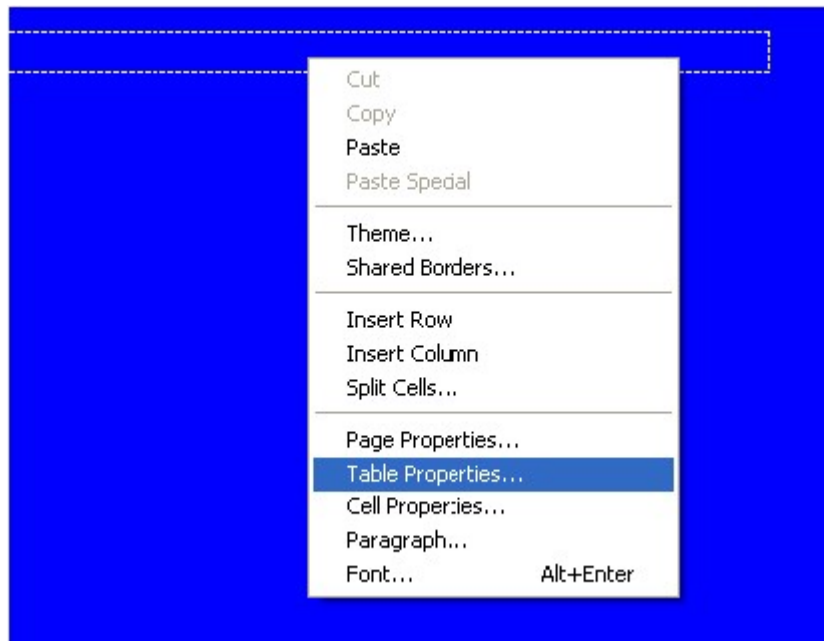 Cut
Copy
Paste
Paste Special
Theme...
Shared Borders...
Insert Row
Insert Column
Split Cells...
Page Properties...
Table Properties...
Cell Properties...
Paragraph...
Font... Alt+Enter